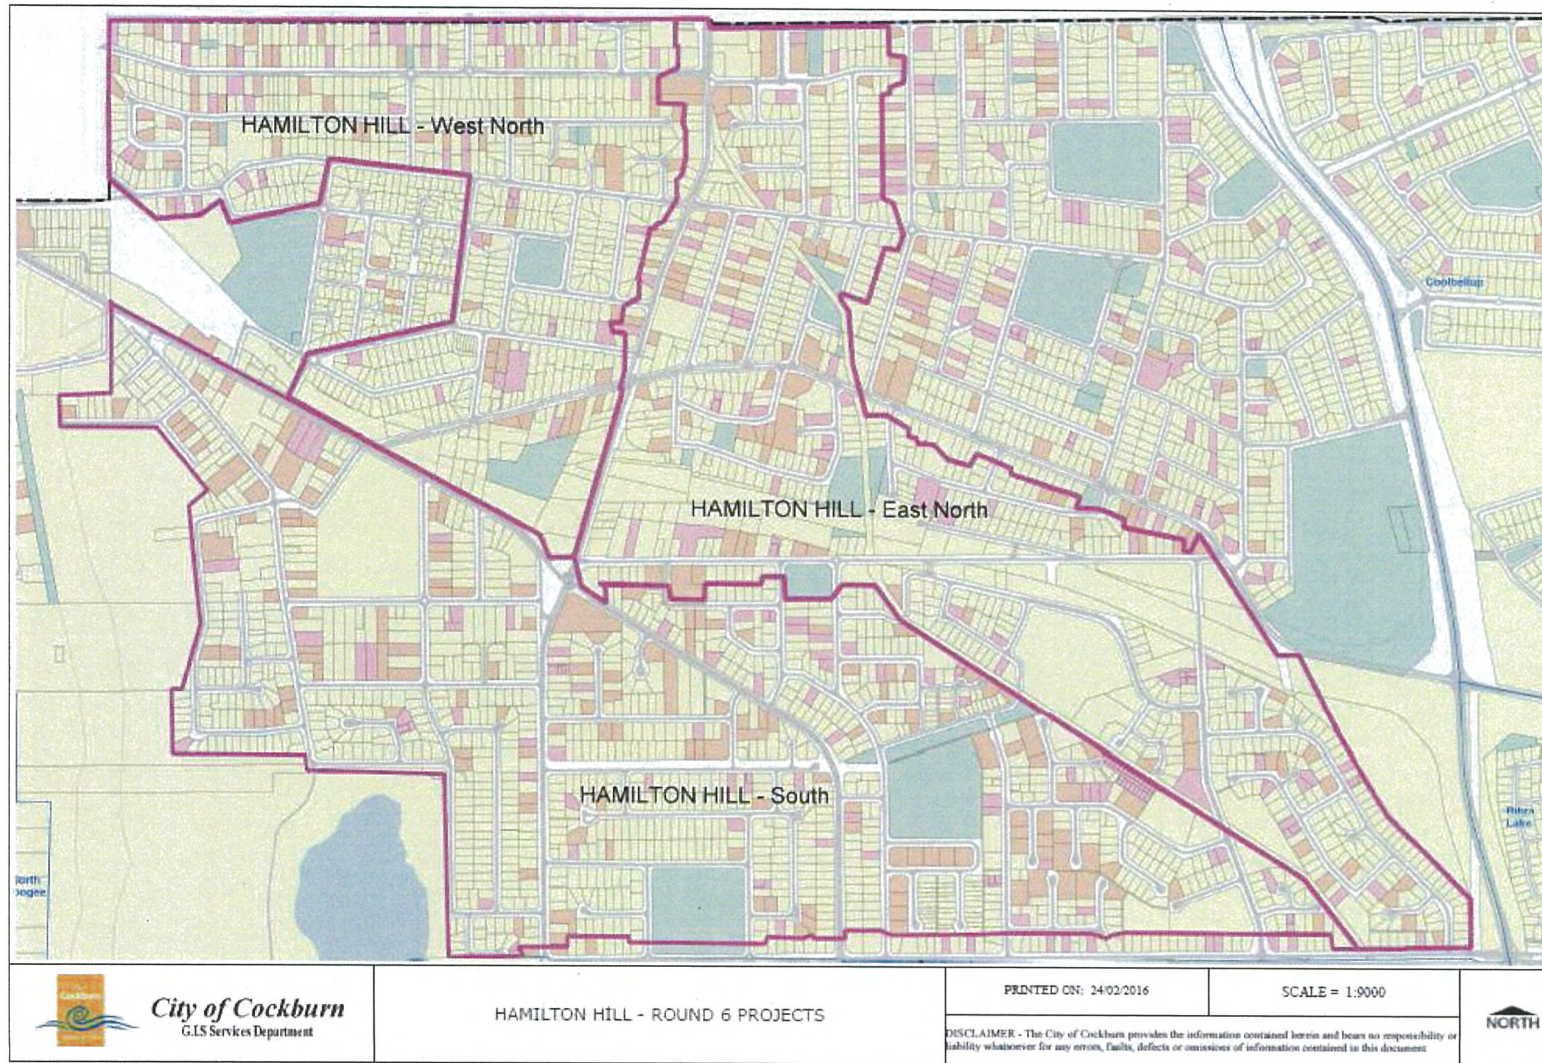 HAMILTON HILL - West North
Coolbellup
HAMILTON HILL - East North
HAMILTON HILL - South
Bibra
Lake
orth
ogee
Cockburn
City of Cockburn
G.I.S Services Department
HAMILTON HILL - ROUND 6 PROJECTS
PRINTED ON: 24/02/2016
SCALE = 1:9000
DISCLAIMER - The City of Cockburn provides the information contained herein and bears no responsibility or
liability whatsoever for any errors, faults, defects or omissions of information contained in this document
NORTH